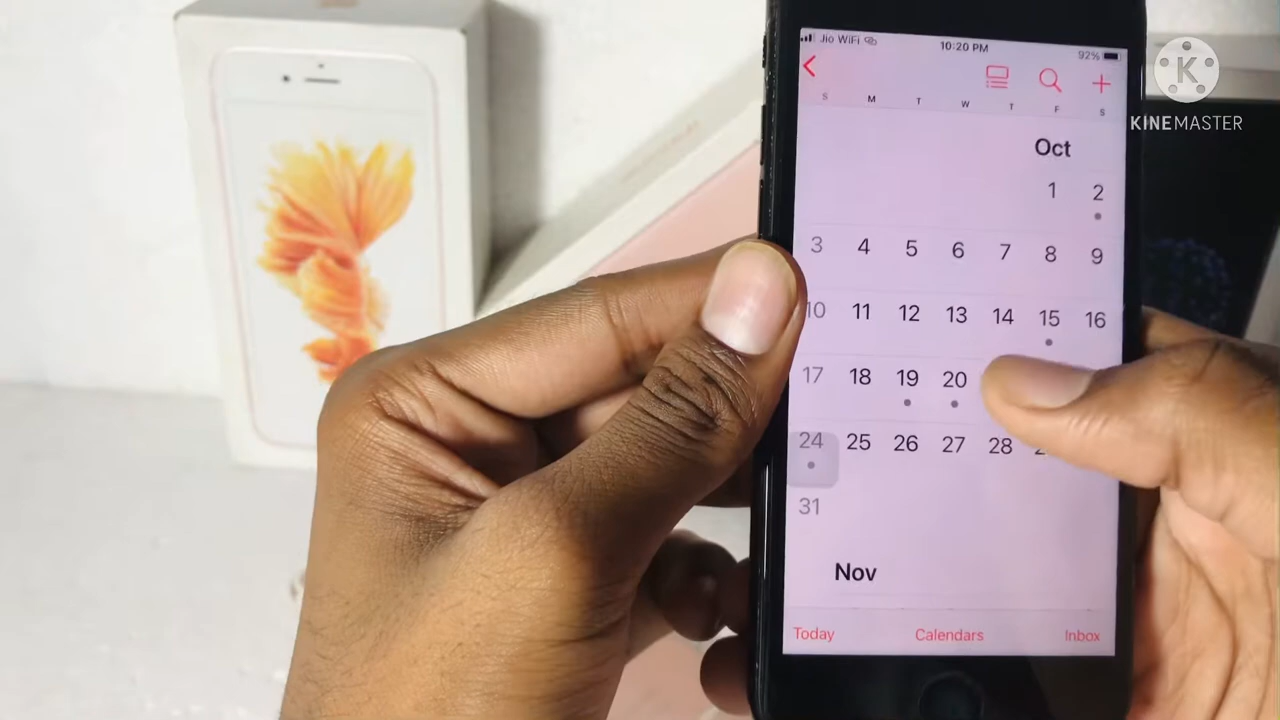 Jio WiFi 10:20 PM 92%
S M T W T F S
Oct
1 2
3 4 5 6 7 8 9
10 11 12 13 14 15 16
17 18 19 20
24 25 26 27 28
31
Nov
Today Calendars Inbox
K
KINEMASTER